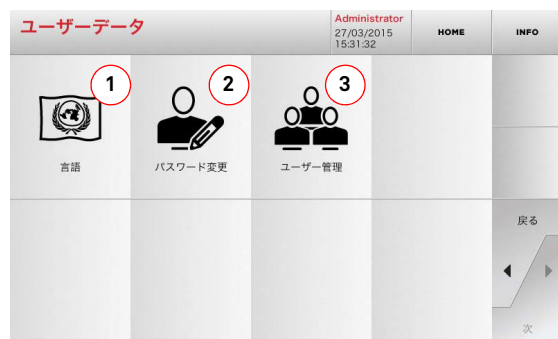 ユーザーデータ
Administrator
27/03/2015
15:31:32
HOME
INFO
1
2
3
言語
パスワード変更
ユーザー管理
戻る
次